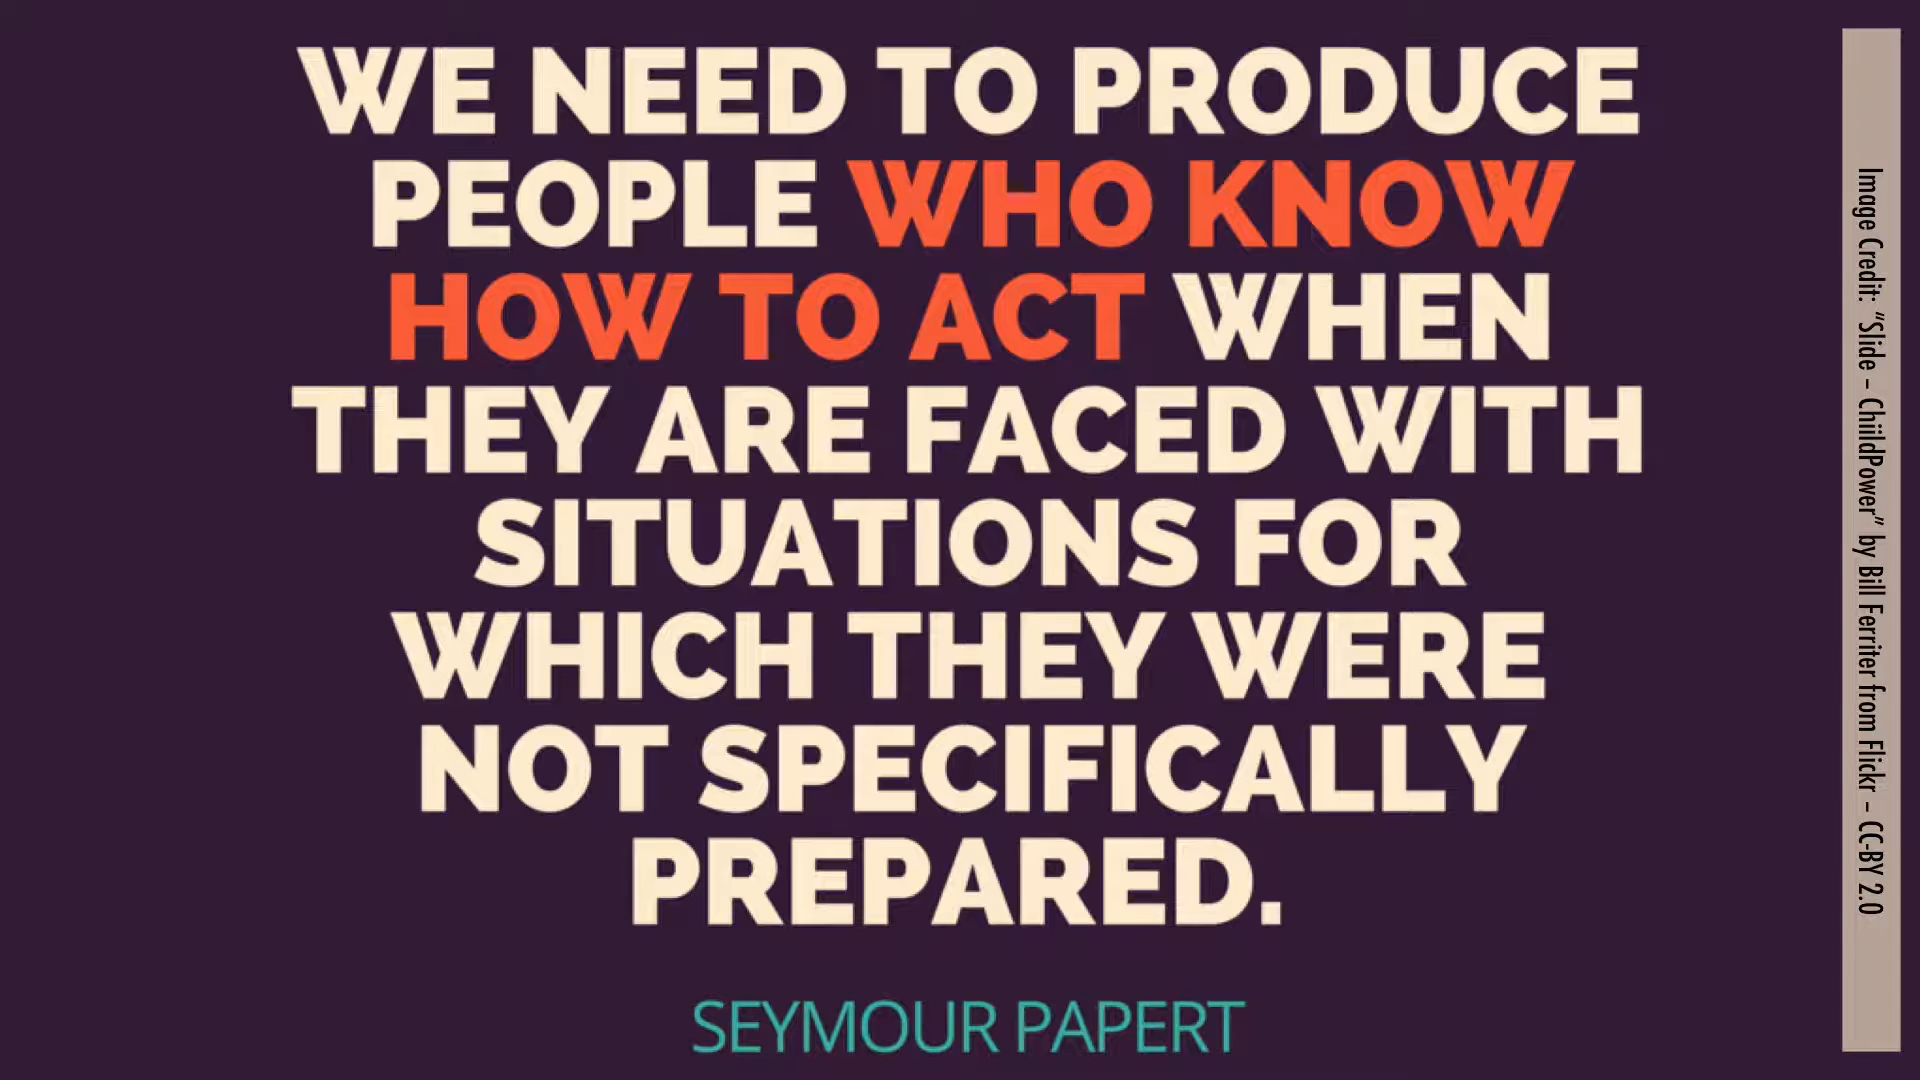 WE NEED TO PRODUCE
PEOPLE WHO KNOW
HOW TO ACT WHEN
THEY ARE FACED WITH
SITUATIONS FOR
WHICH THEY WERE
NOT SPECIFICALLY
PREPARED.
SEYMOUR PAPERT
Image Credit: “Slide – ChiildPower” by Bill Ferriter from Flickr – CC-BY 2.0